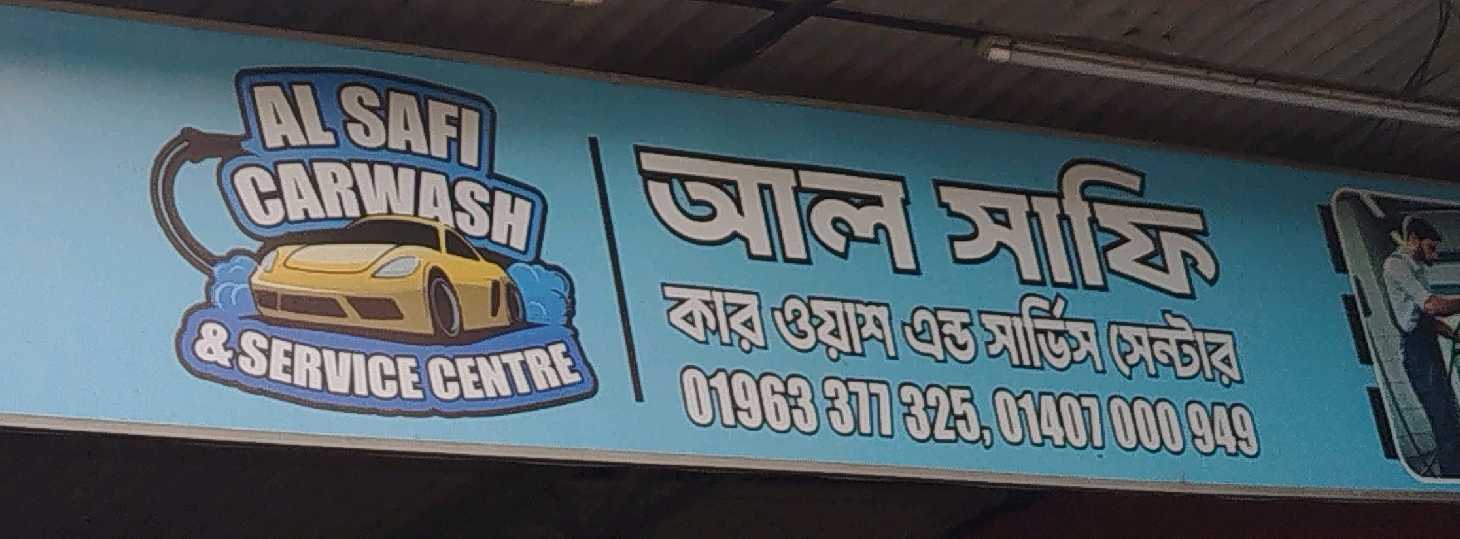 AL SAFI
CARWASH
& SERVICE CENTRE
আল সাফি
কার ওয়াশ এন্ড সার্ভিস সেন্টার
01963 377 325, 01407 000 949